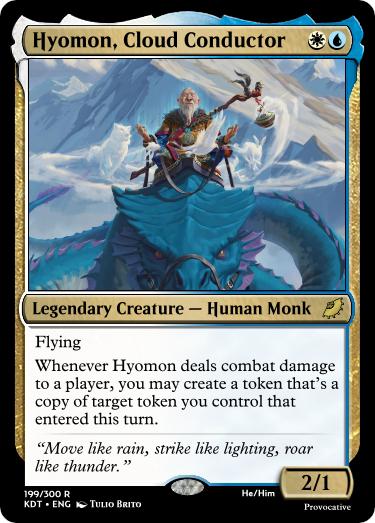 Hyomon, Cloud Conductor
Legendary Creature — Human Monk
Flying
Whenever Hyomon deals combat damage
to a player, you may create a token that's a
copy of target token you control that
entered this turn.
“Move like rain, strike like lighting, roar
like thunder.”
2/1
199/300 R
He/Him
KDT • ENG Tulio Brito
Provocative